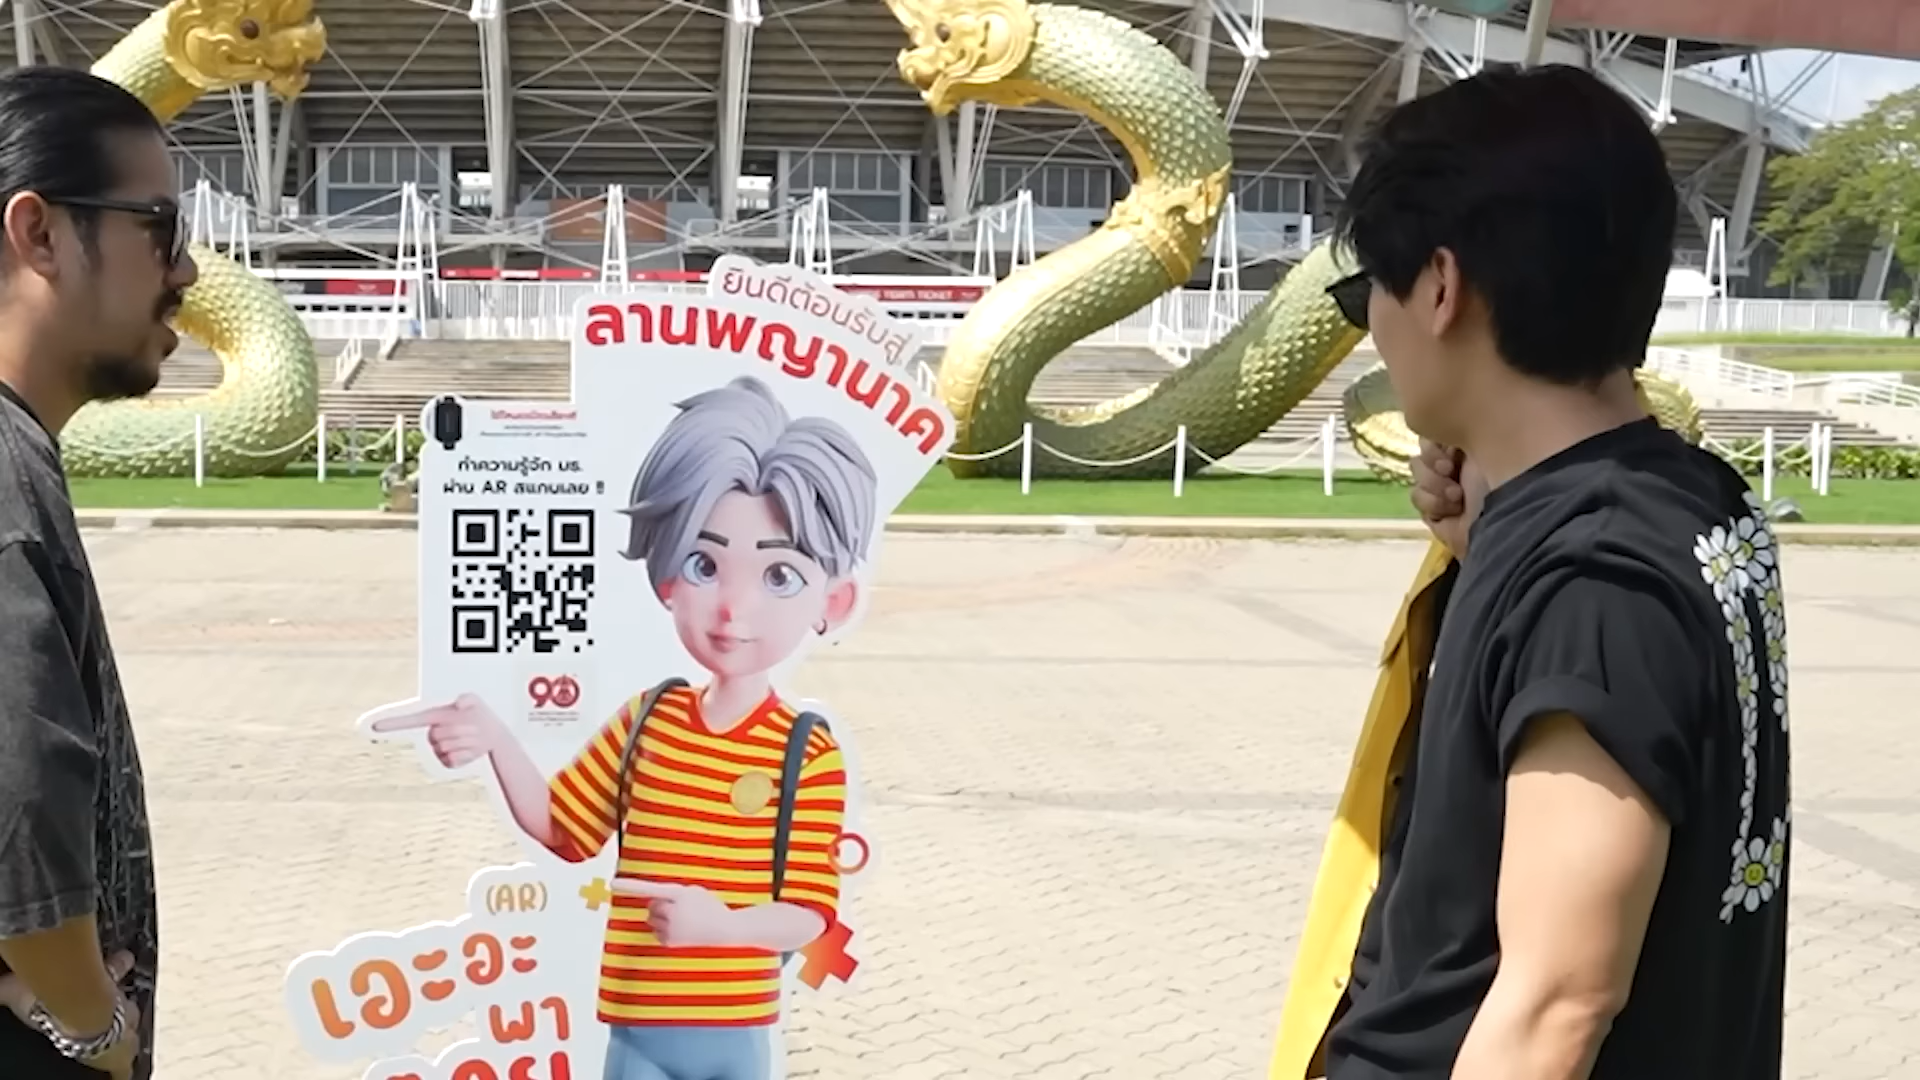 ยินดีต้อนรับสู่
ลานพญานาค
ทำความรู้จัก มธ.
ผ่าน AR สแกนเลย !!
90
(AR)
เอะอะ
พา